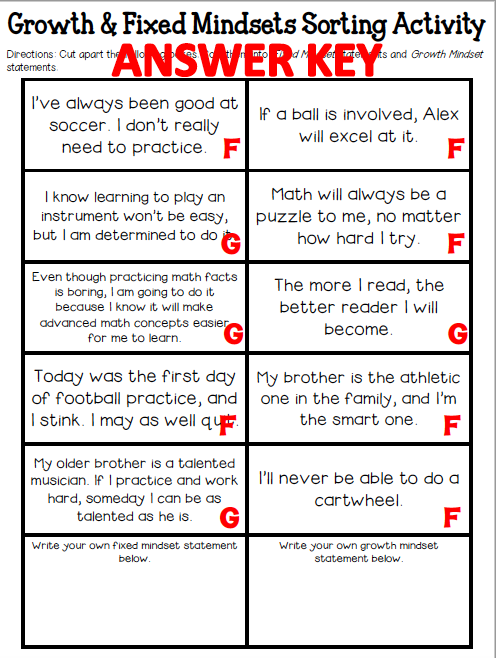 Growth & Fixed Mindsets Sorting Activity
Directions: Cut apart the
statements and Growth Mindset
statements
ANSWER KEY
I've always been good at
soccer. I don't really
need to practice.
F
If a ball is involved, Alex
will excel at it.
F
I know learning to play an
instrument won't be easy,
but I am determined to do it.
G
Math will always be a
puzzle to me, no matter
how hard I try.
F
Even though practicing math facts
is boring, I am going to do it
because I know it will make
advanced math concepts easier
for me to learn.
G
The more I read, the
better reader I will
become.
G
Today was the first day
of football practice, and
I stink. I may as well quit.
F
My brother is the athletic
one in the family, and I'm
the smart one.
F
My older brother is a talented
musician. If I practice and work
hard, someday I can be as
talented as he is.
G
I'll never be able to do a
cartwheel.
F
Write your own fixed mindset statement
below.
Write your own growth mindset
statement below.